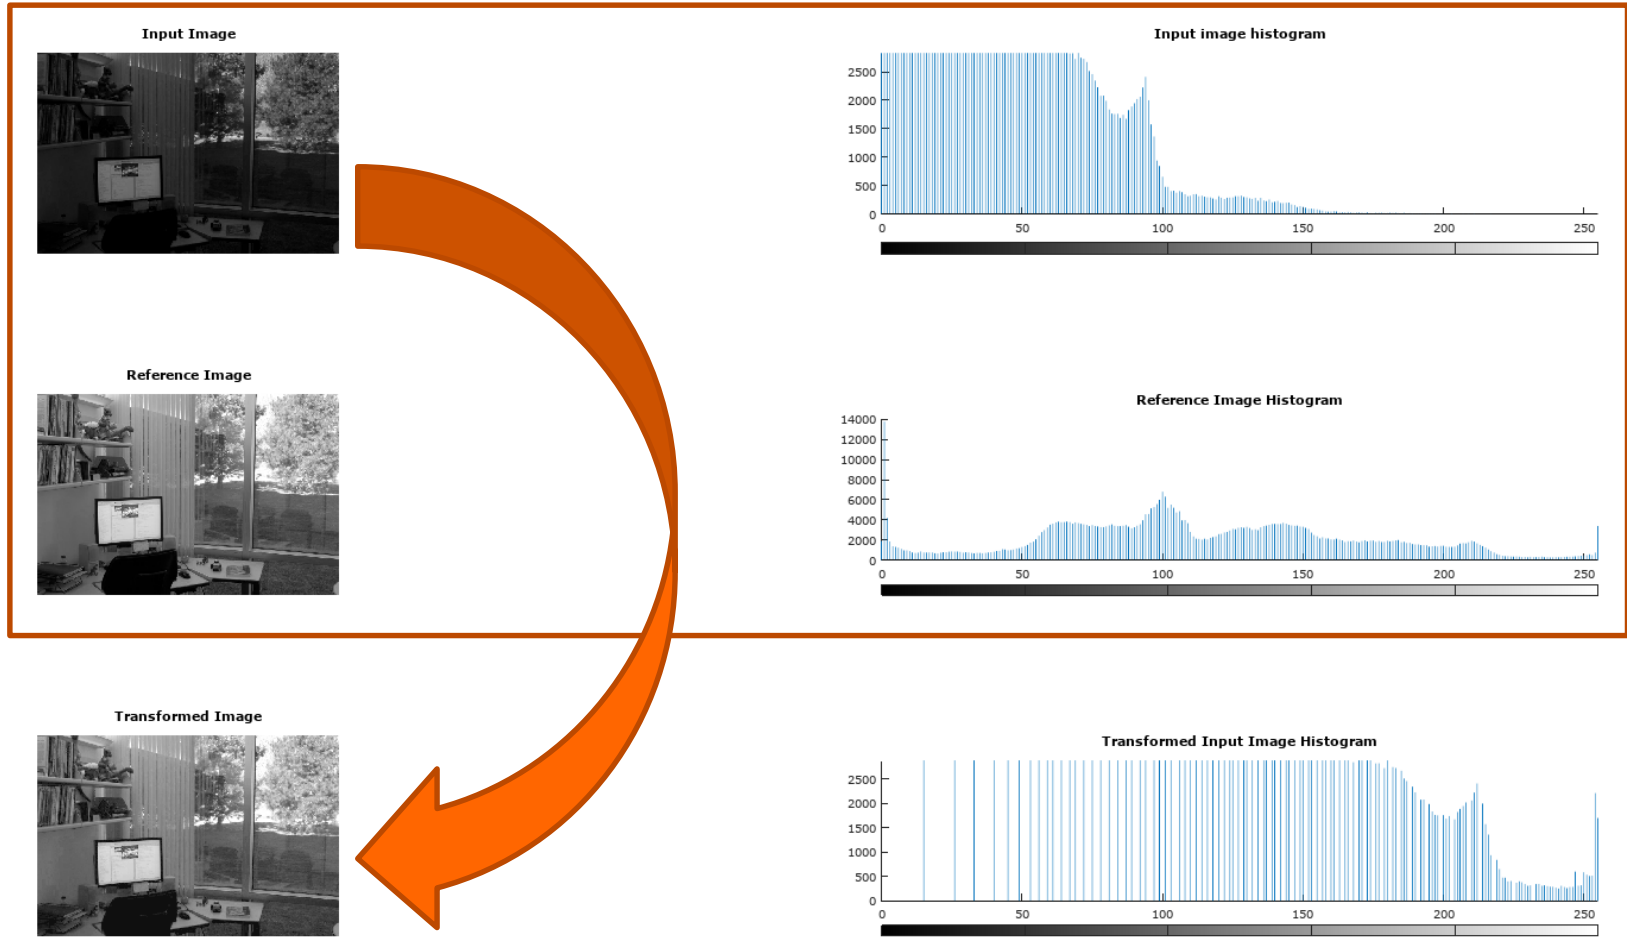 Input Image
Input image histogram
2500
2000
1500
1000
500
0
0 50 100 150 200 250
Reference Image
Reference Image Histogram
14000
12000
10000
8000
6000
4000
2000
0
0 50 100 150 200 250
Transformed Image
Transformed Input Image Histogram
2500
2000
1500
1000
500
0
0 50 100 150 200 250